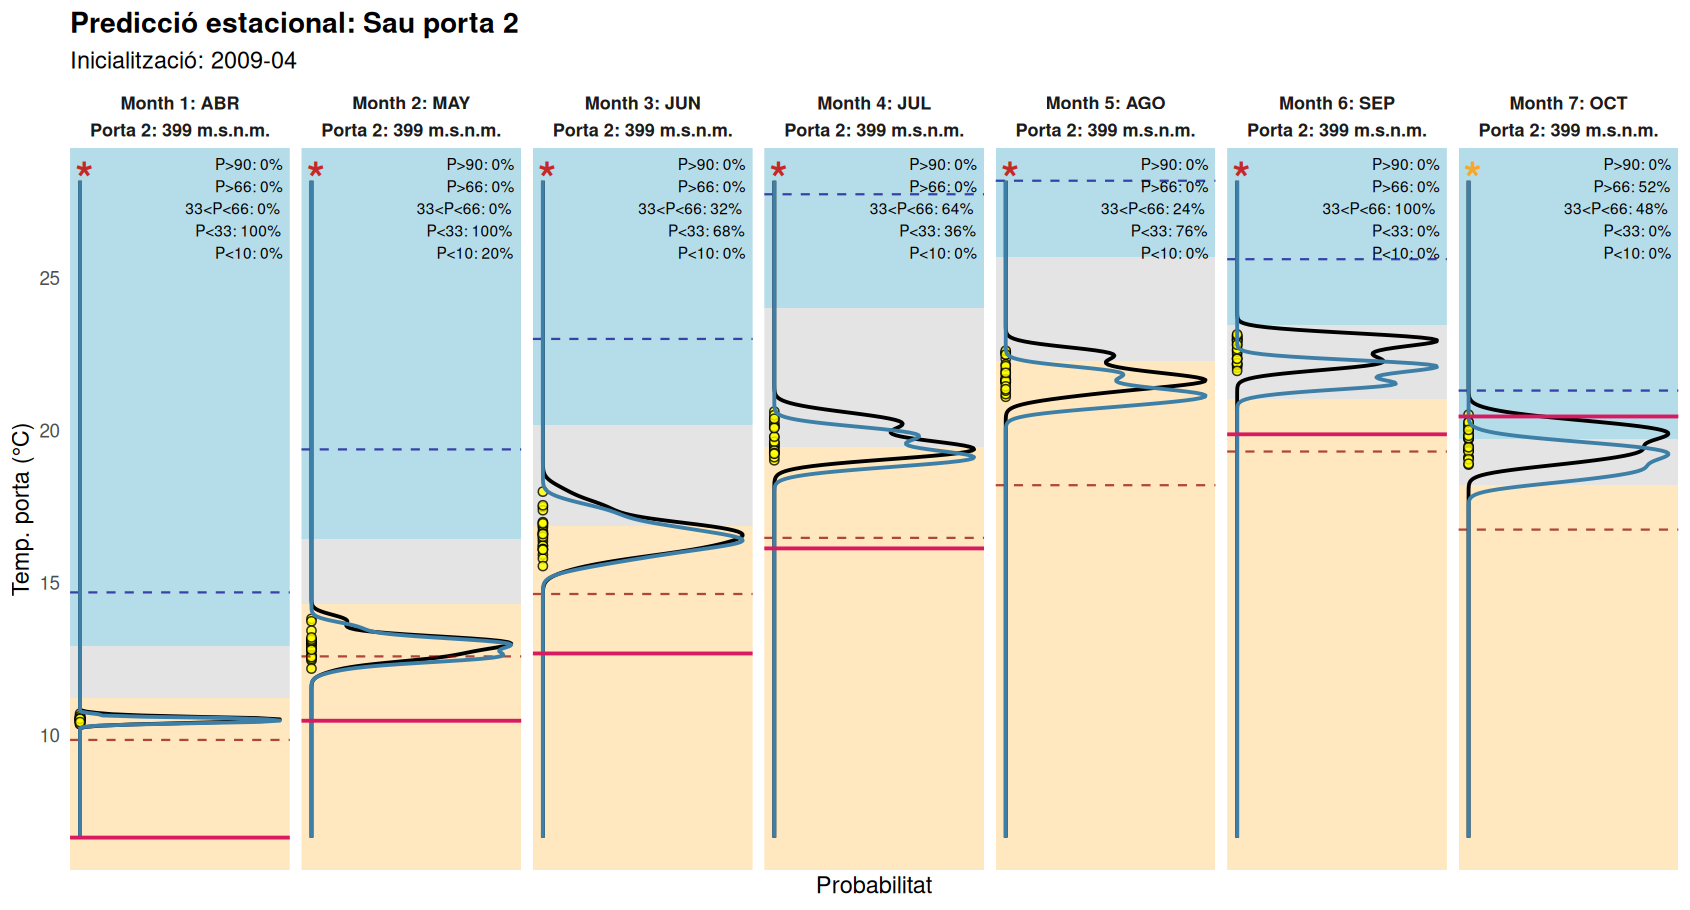 Predicció estacional: Sau porta 2
Inicialització: 2009-04
Month 1: ABR
Porta 2: 399 m.s.n.m.
Month 2: MAY
Porta 2: 399 m.s.n.m.
Month 3: JUN
Porta 2: 399 m.s.n.m.
Month 4: JUL
Porta 2: 399 m.s.n.m.
Month 5: AGO
Porta 2: 399 m.s.n.m.
Month 6: SEP
Porta 2: 399 m.s.n.m.
Month 7: OCT
Porta 2: 399 m.s.n.m.
*
P>90: 0%
P>66: 0%
33<P<66: 0%
P<33: 100%
P<10: 0%
*
P>90: 0%
P>66: 0%
33<P<66: 0%
P<33: 100%
P<10: 20%
*
P>90: 0%
P>66: 0%
33<P<66: 32%
P<33: 68%
P<10: 0%
*
P>90: 0%
P>66: 0%
33<P<66: 64%
P<33: 36%
P<10: 0%
*
P>90: 0%
P>66: 0%
33<P<66: 24%
P<33: 76%
P<10: 0%
*
P>90: 0%
P>66: 0%
33<P<66: 100%
P<33: 0%
P<10: 0%
*
P>90: 0%
P>66: 52%
33<P<66: 48%
P<33: 0%
P<10: 0%
25
20
15
10
Temp. porta (°C)
Probabilitat